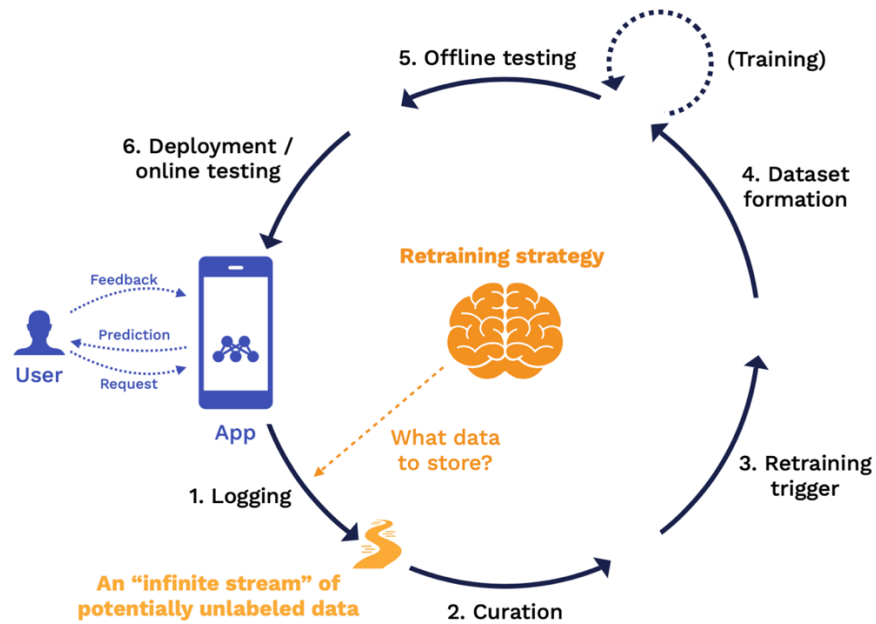 5. Offline testing
(Training)
6. Deployment /
online testing
4. Dataset
formation
Retraining strategy
Feedback
Prediction
Request
User
App
What data
to store?
3. Retraining
trigger
1. Logging
An “infinite stream” of
potentially unlabeled data
2. Curation